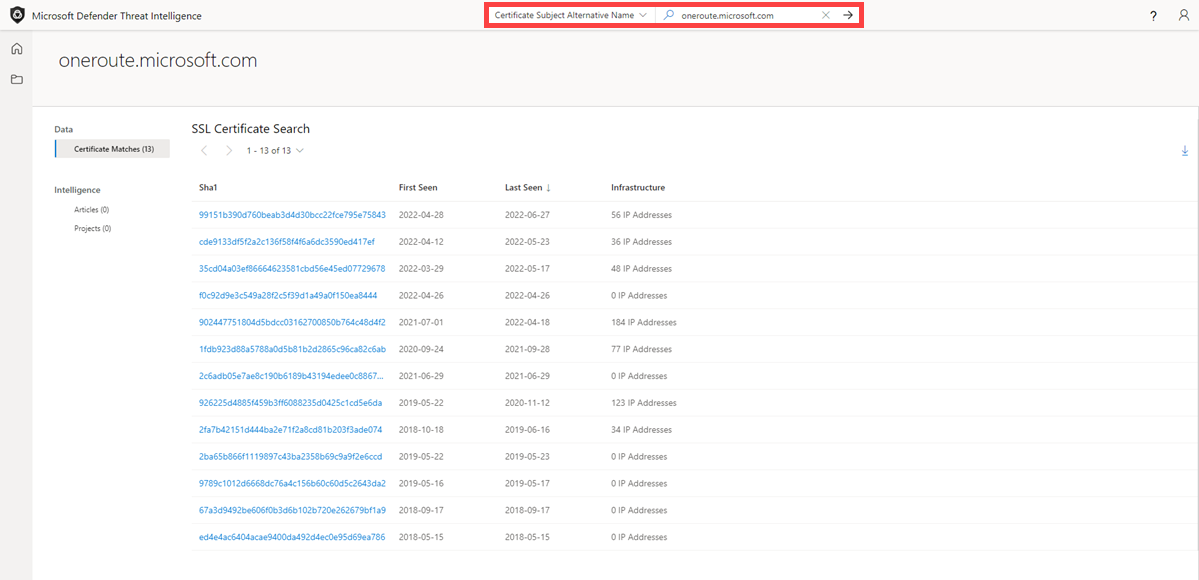 Microsoft Defender Threat Intelligence Certificate Subject Alternative Name oneroute.microsoft.com ?
oneroute.microsoft.com
Data
Certificate Matches (13)
Intelligence
Articles (0)
Projects (0)
SSL Certificate Search
1 - 13 of 13
Sha1 First Seen Last Seen ↓ Infrastructure
99151b390d760beab3d4d30bcc22fce795e75843 2022-04-28 2022-06-27 56 IP Addresses
cde9133df5f2a2c136f58f4f6a6dc3590ed417ef 2022-04-12 2022-05-23 36 IP Addresses
35cd04a03ef86664623581cbd56e45ed07729678 2022-03-29 2022-05-17 48 IP Addresses
f0c92d9e3c549a28f2c5f39d1a49a0f150ea8444 2022-04-26 2022-04-26 0 IP Addresses
902447751804d5bdcc03162700850b764c48d4f2 2021-07-01 2022-04-18 184 IP Addresses
1fdb923d88a5788a0d5b81b2d2865c96ca82c6ab 2020-09-24 2021-09-28 77 IP Addresses
2c6adb05e7ae8c190b6189b43194edee0c8867... 2021-06-29 2021-06-29 0 IP Addresses
926225d4885f459b3ff6088235d0425c1cd5e6da 2019-05-22 2020-11-12 123 IP Addresses
2fa7b42151d444ba2e71f2a8cd81b203f3ade074 2018-10-18 2019-06-16 34 IP Addresses
2ba65b866f1119897c43ba2358b69c9a9f2e6ccd 2019-05-22 2019-05-23 0 IP Addresses
9789c1012d6668dc76a4c156b60c60d5c2643da2 2019-05-16 2019-05-17 0 IP Addresses
67a3d9492be606f0b3d6b102b720e262679bf1a9 2018-09-17 2018-09-17 0 IP Addresses
ed4e4ac6404acae9400da492d4ec0e95d69ea786 2018-05-15 2018-05-15 0 IP Addresses